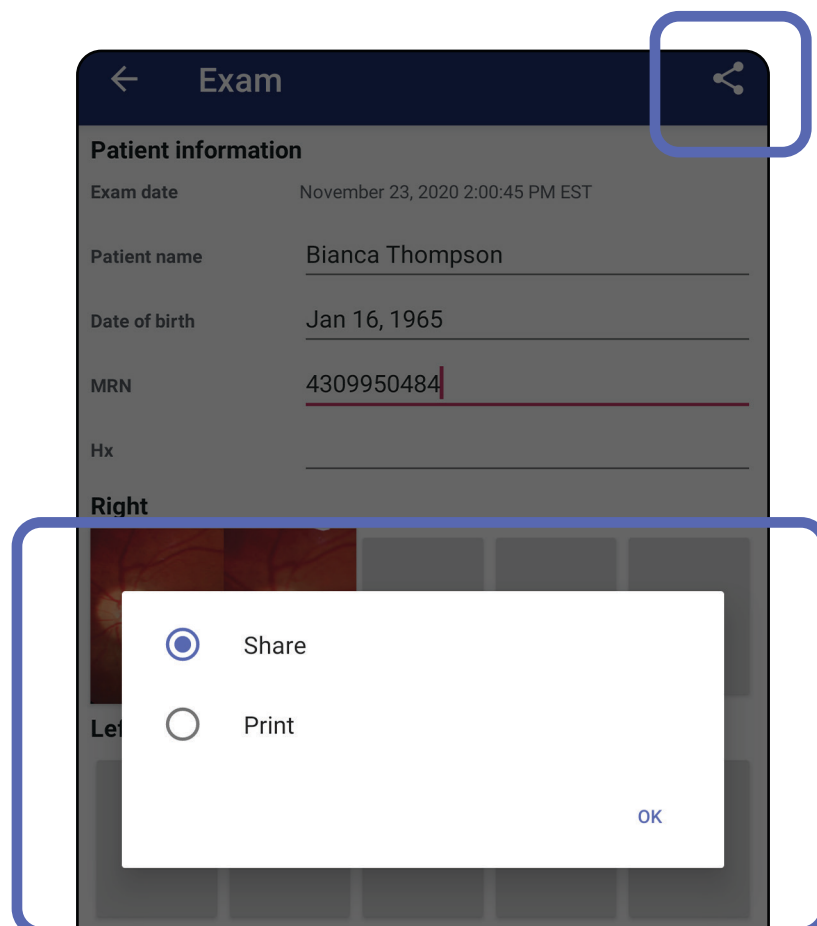 Exam
Patient information
Exam date November 23, 2020 2:00:45 PM EST
Patient name Bianca Thompson
Date of birth Jan 16, 1965
MRN 4309950484
Hx
Right
Share
Print
OK